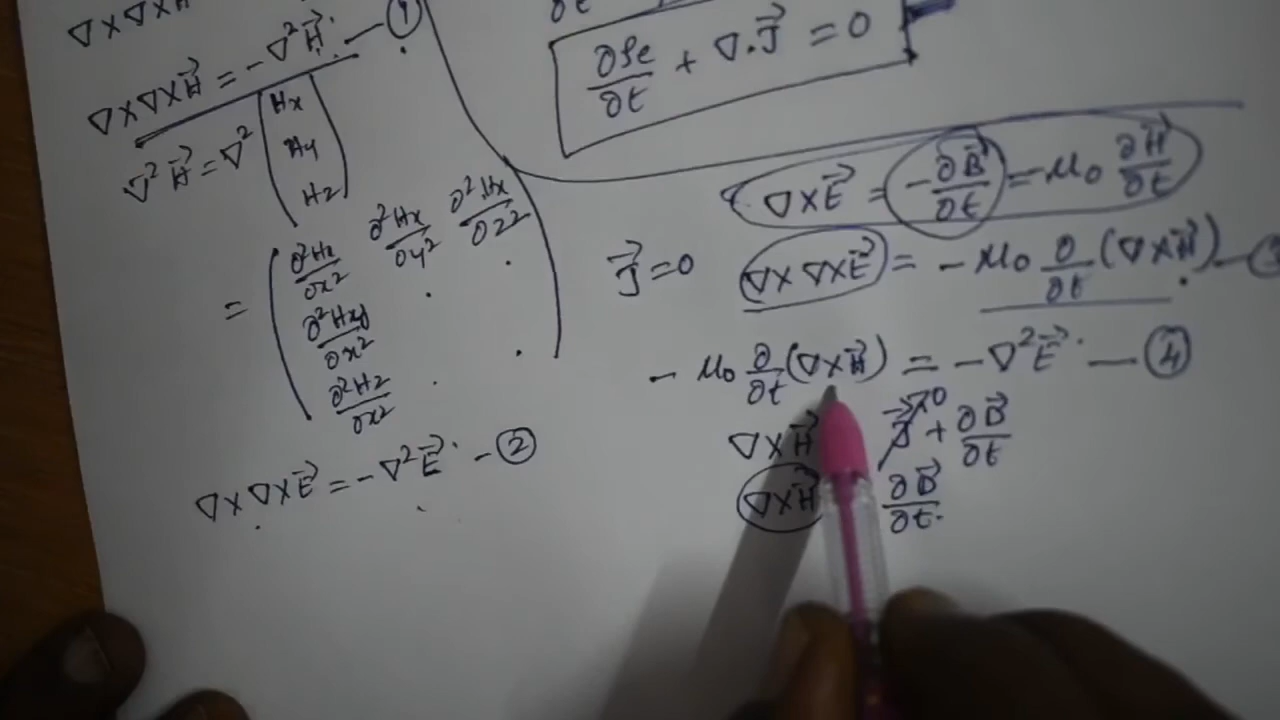 ∇×∇×H
∇×∇×H⃗ = -∇²H⃗ — ①
∇²H⃗ = ∇² (Hx
Hy
Hz)
= (∂²Hx/∂x² ∂²Hx/∂y² ∂²Hx/∂z²
∂²Hy/∂x² .
∂²Hz/∂x² . .)
∇×∇×E⃗ = -∇²E⃗ - ②
∂ρe/∂t + ∇.J⃗ = 0
∇×E⃗ = -∂B⃗/∂t = -μ0 ∂H⃗/∂t
J⃗=0 ∇×∇×E⃗ = -μ0 ∂/∂t (∇×H⃗)
- μ0 ∂/∂t (∇×H⃗) = -∇²E⃗ — ④
∇×H⃗ J⃗ 0 + ∂D⃗/∂t
∇×H⃗ ∂D⃗/∂t